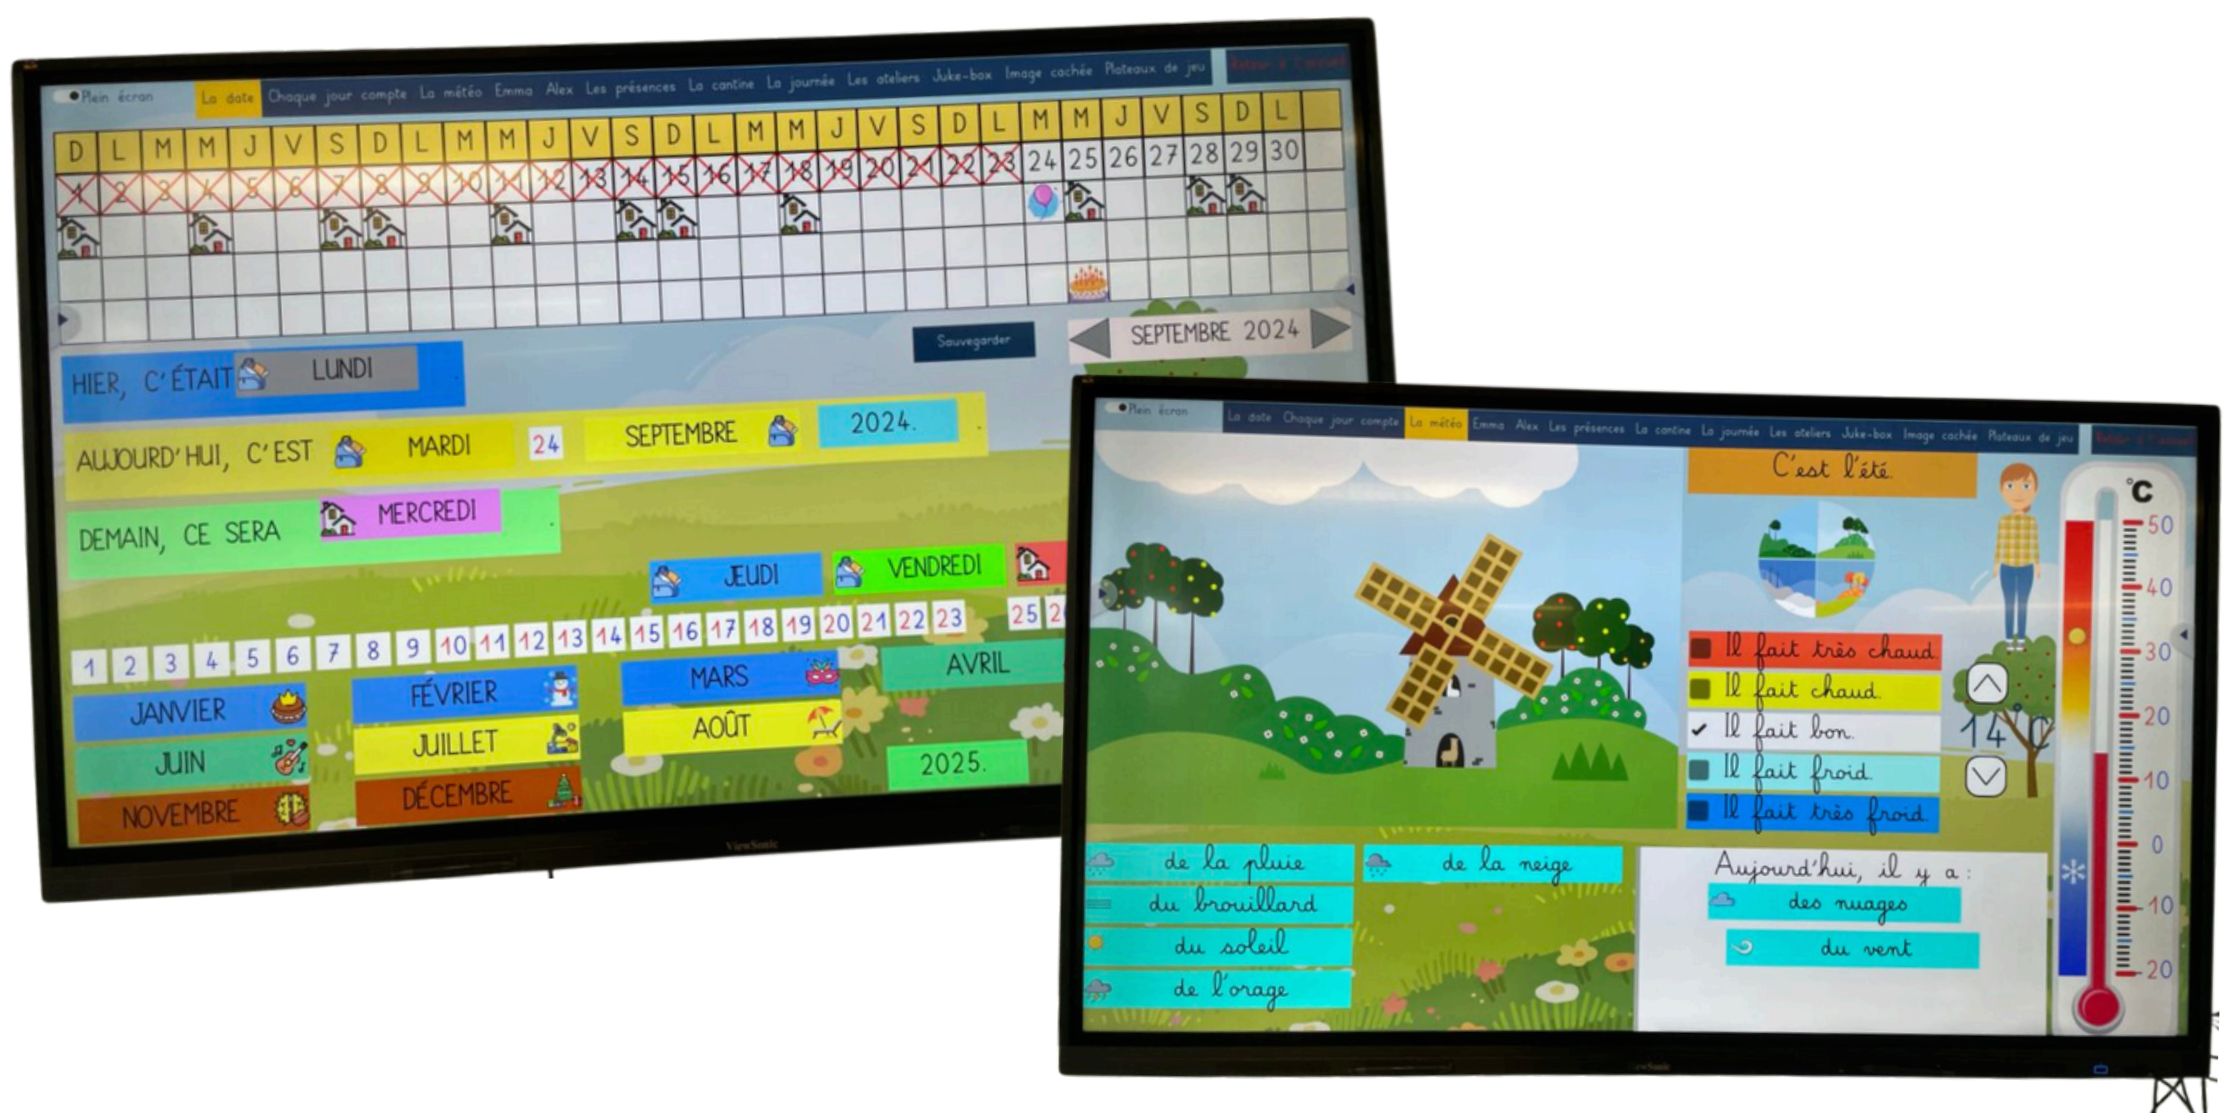 Plein écran La date Chaque jour compte La météo Emma Alex Les présences La cantine La journée Les ateliers Juke-box Image cachée Plateaux de jeu Retour à l'accueil
D L M M J V S D L M M J V S D L M M J V S D L M M J V S D L
1 2 3 4 5 6 7 8 9 10 11 12 13 14 15 16 17 18 19 20 21 22 23 24 25 26 27 28 29 30
Sauvegarder
SEPTEMBRE 2024
HIER, C'ÉTAIT LUNDI
AUJOURD'HUI, C'EST MARDI 24 SEPTEMBRE 2024.
DEMAIN, CE SERA MERCREDI
JEUDI VENDREDI
1 2 3 4 5 6 7 8 9 10 11 12 13 14 15 16 17 18 19 20 21 22 23 25
JANVIER FÉVRIER MARS AVRIL
JUIN JUILLET AOÛT
NOVEMBRE DÉCEMBRE 2025.
ViewSonic
Plein écran La date Chaque jour compte La météo Emma Alex Les présences La cantine La journée Les ateliers Juke-box Image cachée Plateaux de jeu Retour à l'accueil
C'est l'été.
Il fait très chaud.
Il fait chaud.
Il fait bon.
Il fait froid.
Il fait très froid.
14°C
°C
50
40
30
20
10
0
-10
-20
de la pluie
de la neige
du brouillard
du soleil
de l'orage
Aujourd'hui, il y a :
des nuages
du vent
ViewSonic